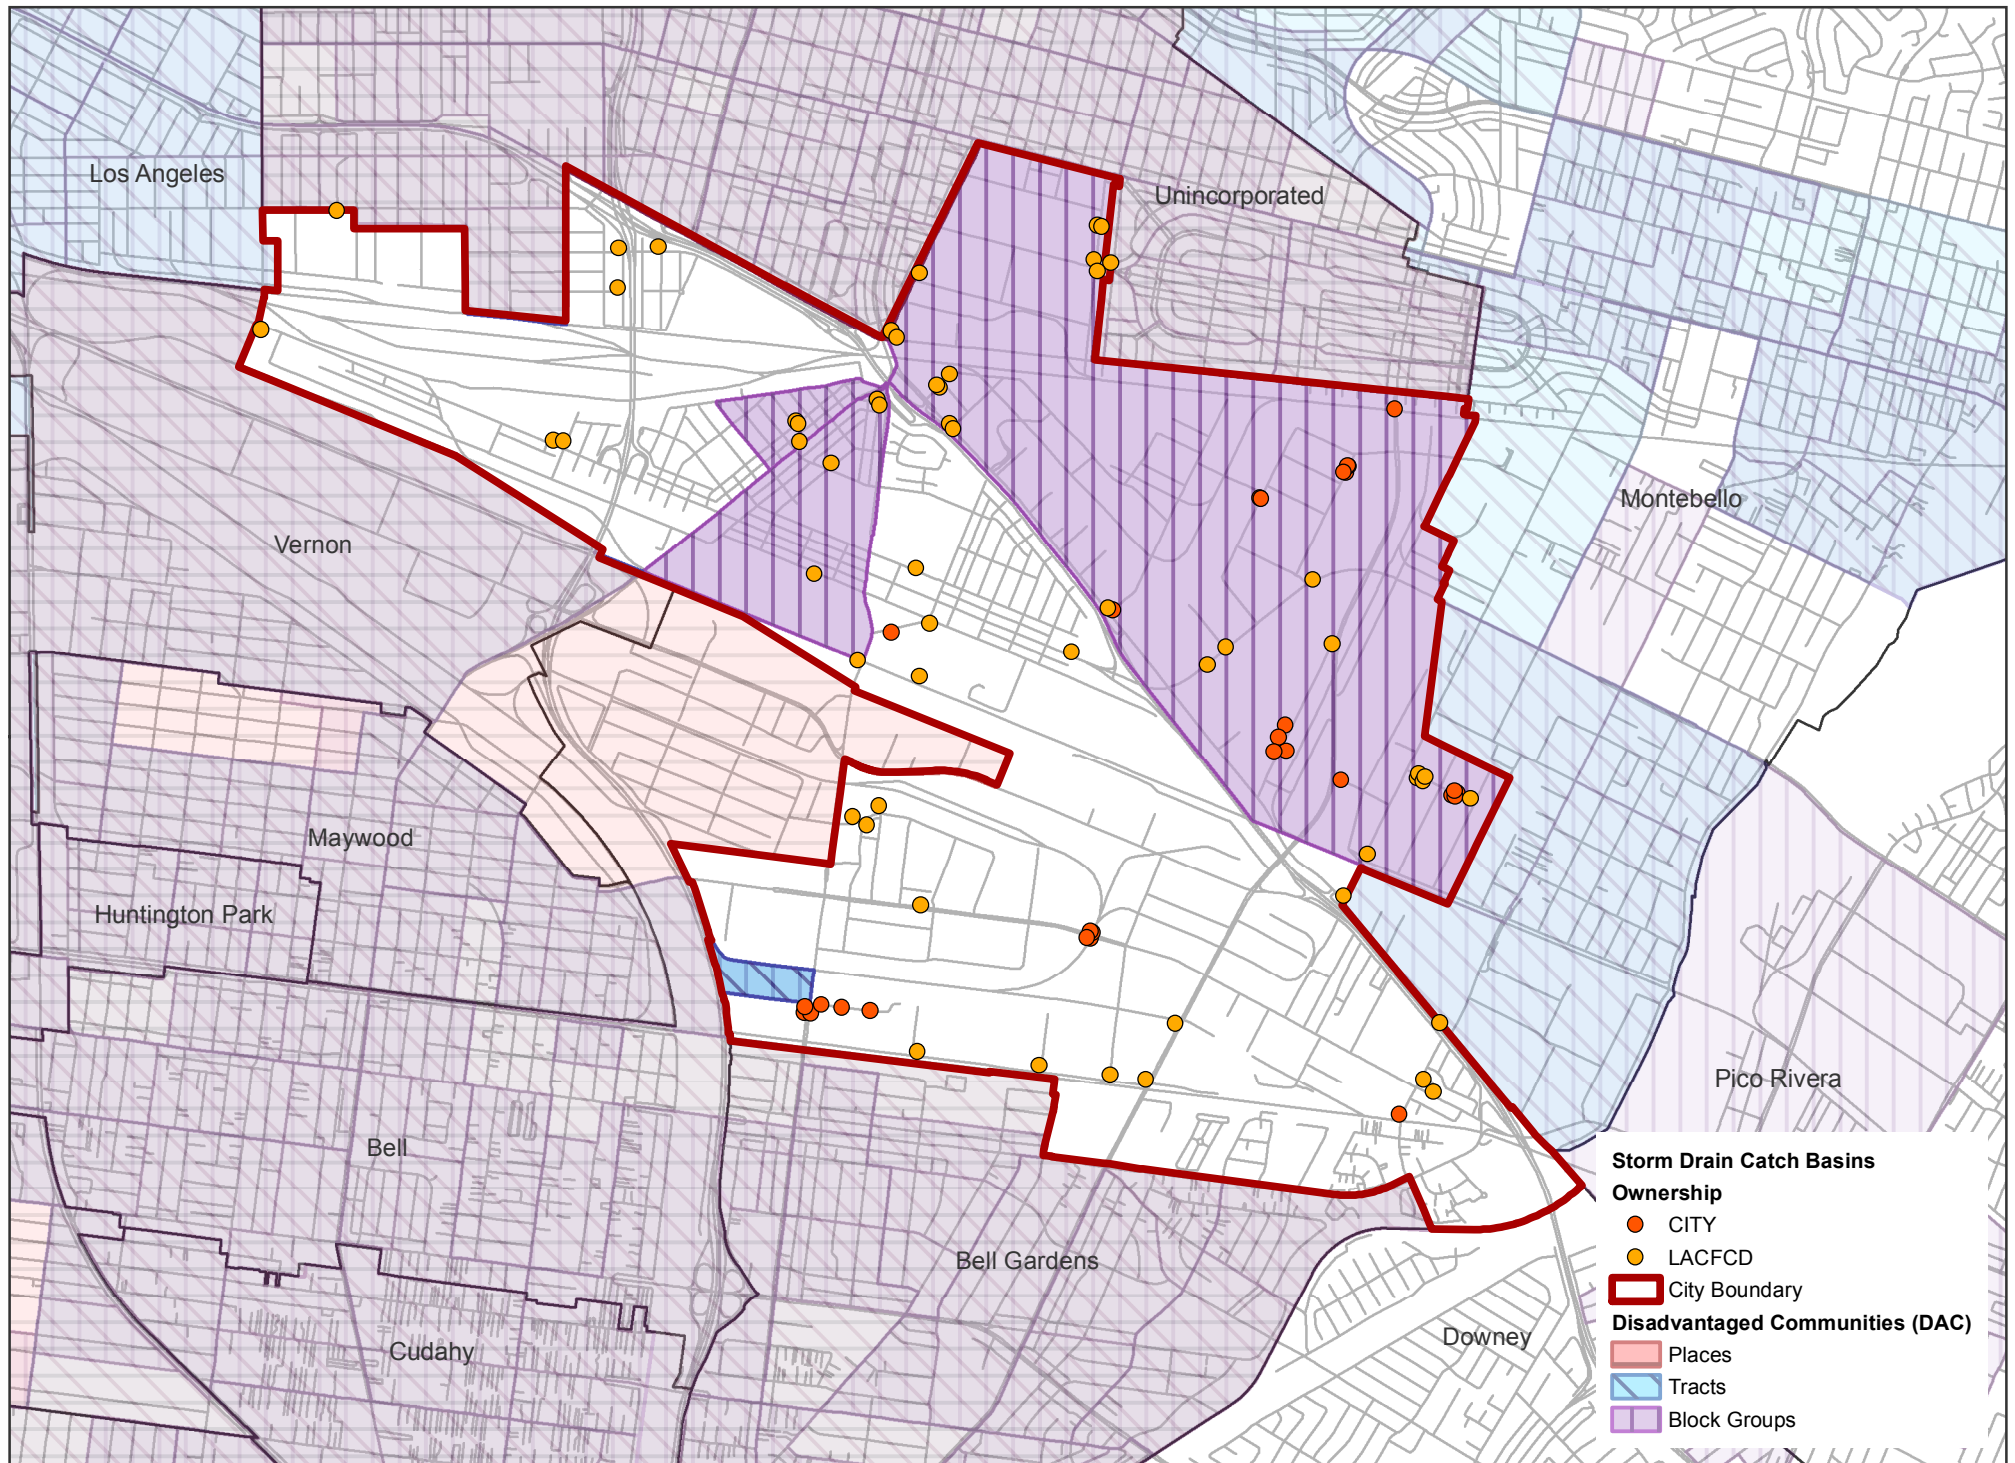 Los Angeles
Unincorporated
Montebello
Vernon
Maywood
Huntington Park
Pico Rivera
Bell
Bell Gardens
Downey
Cudahy
Storm Drain Catch Basins
Ownership
CITY
LACFCD
City Boundary
Disadvantaged Communities (DAC)
Places
Tracts
Block Groups